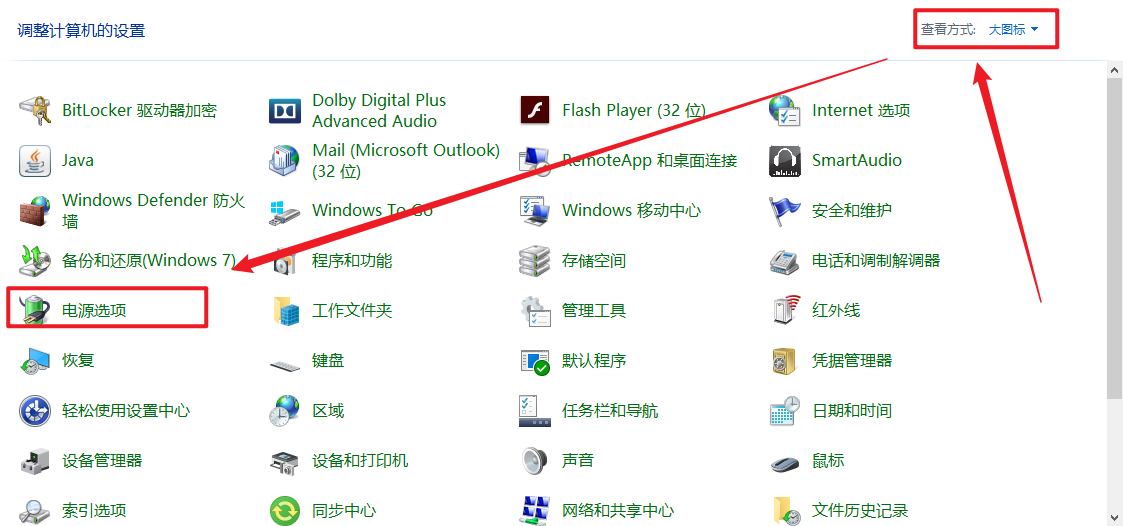 调整计算机的设置
查看方式: 大图标
BitLocker 驱动器加密
Dolby Digital Plus
Advanced Audio
Flash Player (32 位)
Internet 选项
Java
Mail (Microsoft Outlook)
(32 位)
RemoteApp 和桌面连接
SmartAudio
Windows Defender 防火
墙
Windows To Go
Windows 移动中心
安全和维护
备份和还原(Windows 7)
程序和功能
存储空间
电话和调制解调器
电源选项
工作文件夹
管理工具
红外线
恢复
键盘
默认程序
凭据管理器
轻松使用设置中心
区域
任务栏和导航
日期和时间
设备管理器
设备和打印机
声音
鼠标
索引选项
同步中心
网络和共享中心
文件历史记录